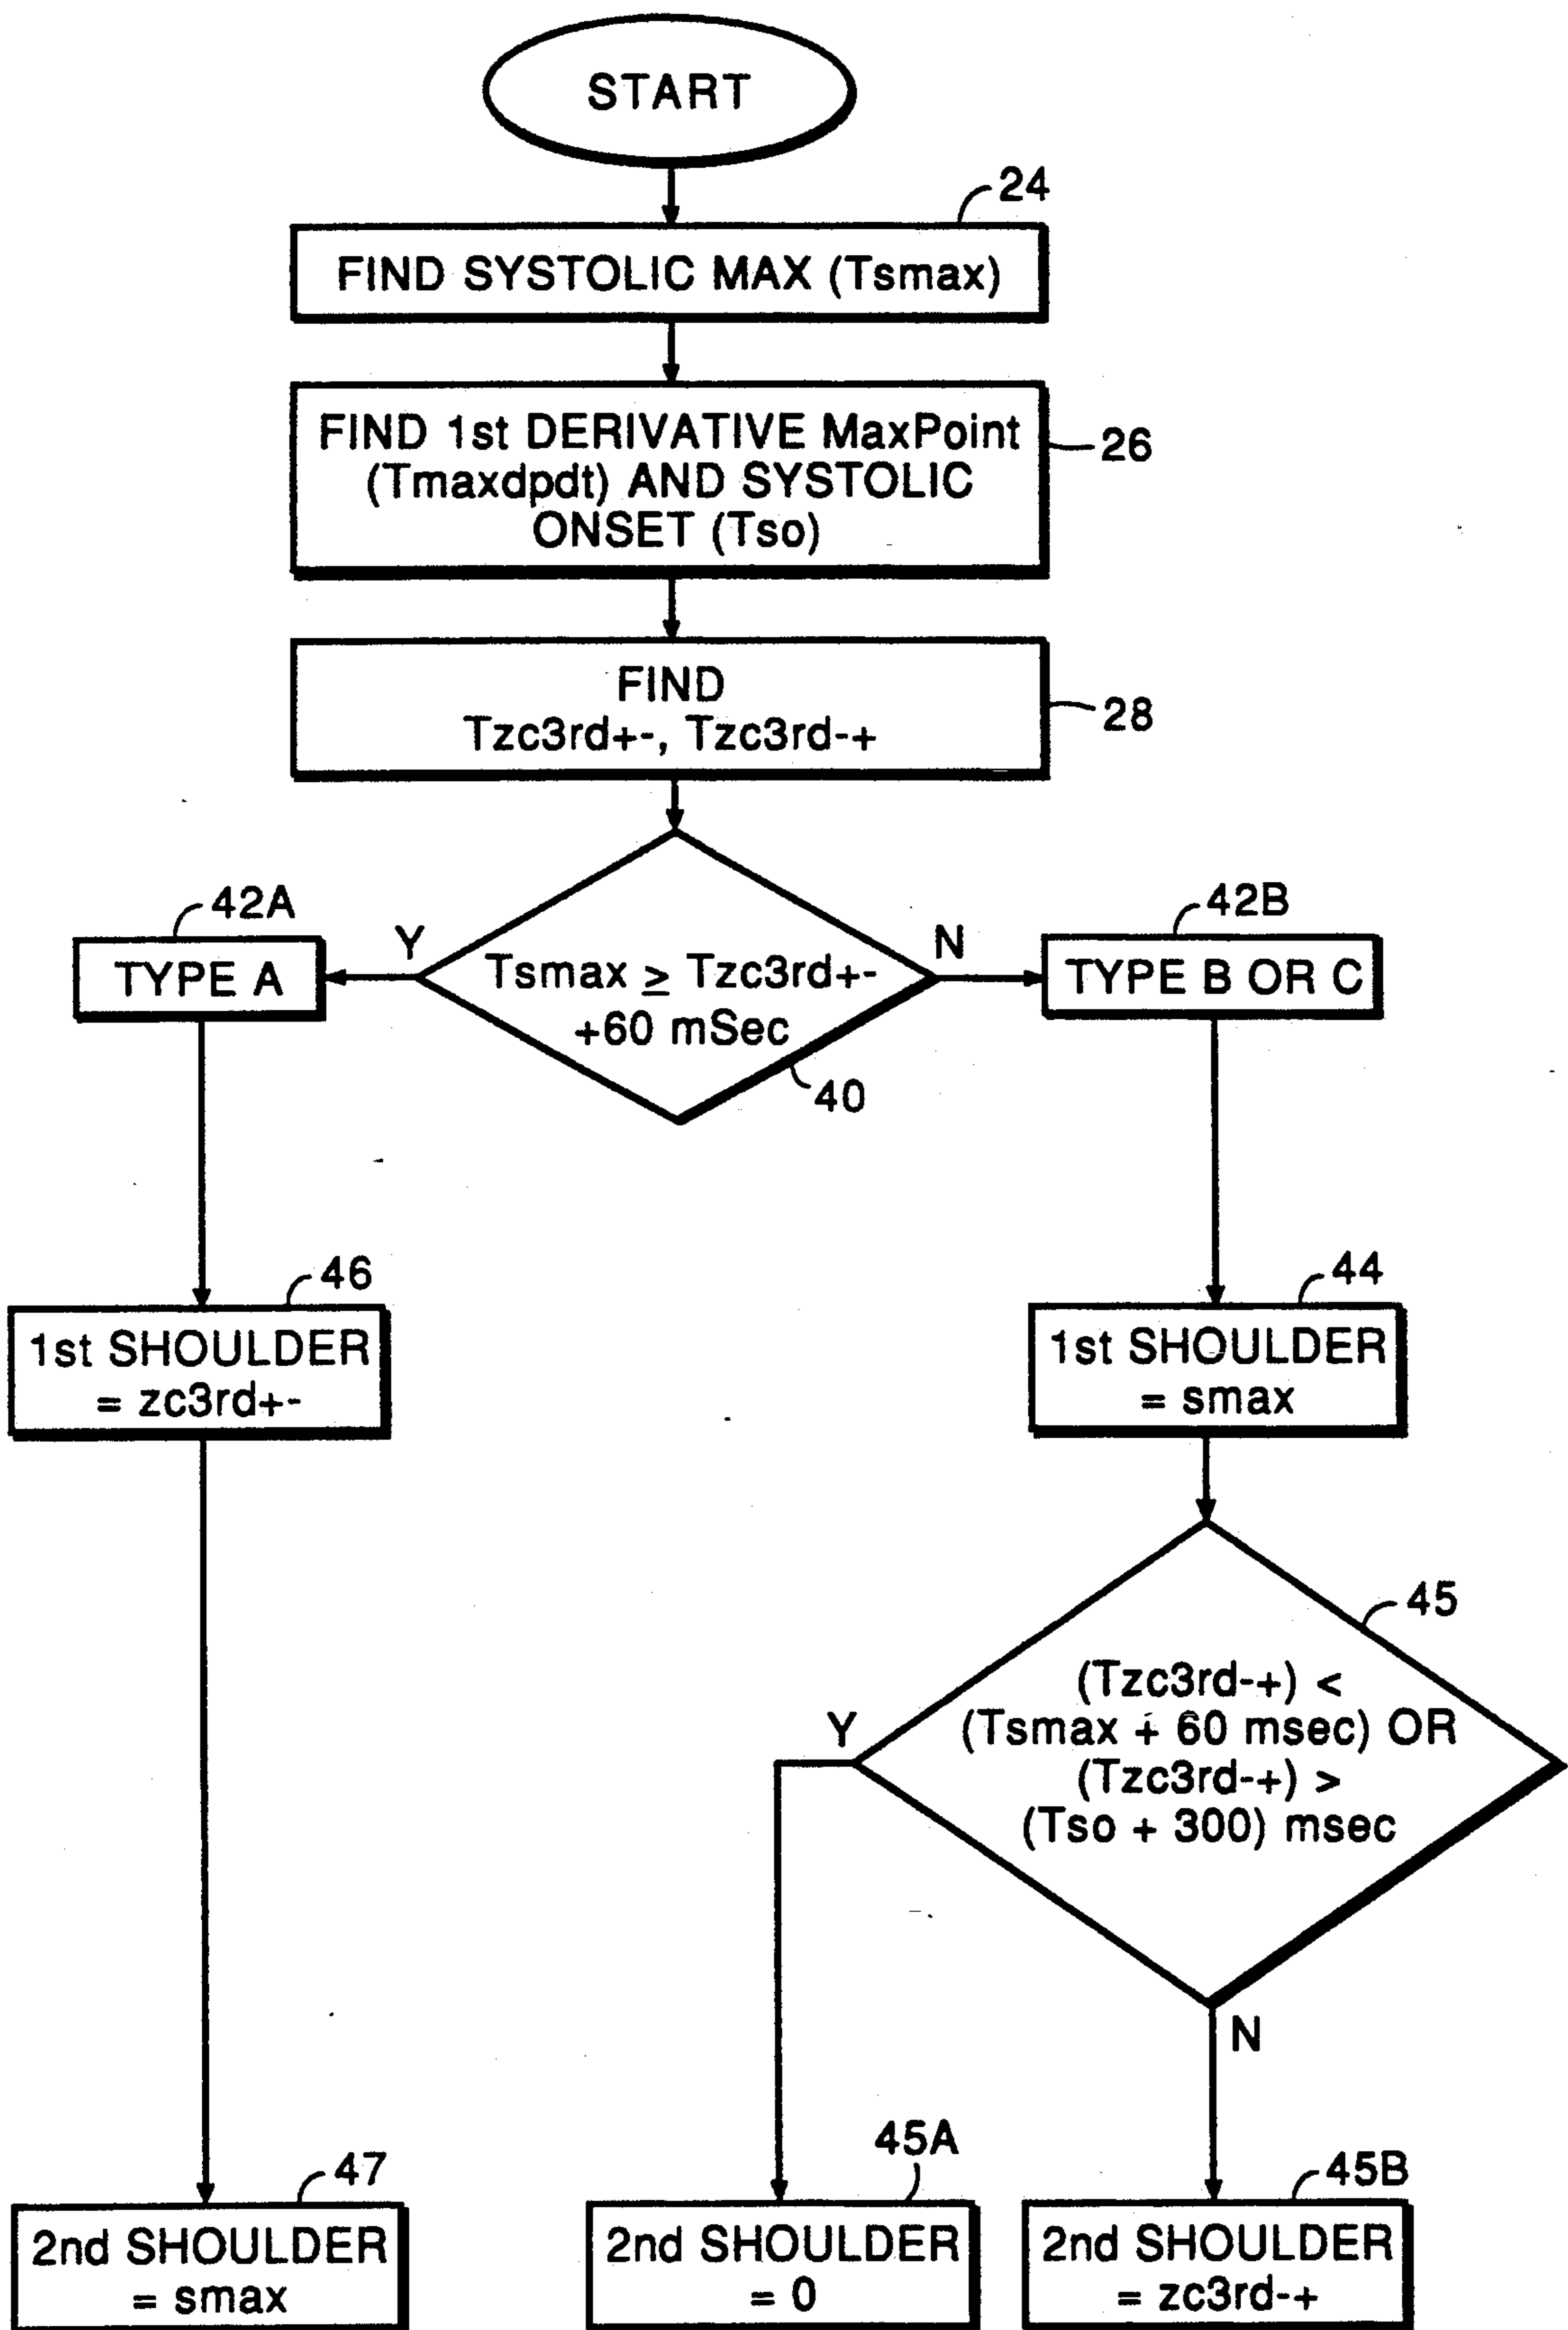 START
24
FIND SYSTOLIC MAX (Tsmax)
FIND 1st DERIVATIVE MaxPoint
(Tmaxdpdt) AND SYSTOLIC
ONSET (Tso)
26
FIND
Tzc3rd+-, Tzc3rd-+
28
42A
TYPE A
Y
Tsmax ≥ Tzc3rd+-
+60 mSec
40
N
42B
TYPE B OR C
46
1st SHOULDER
= zc3rd+-
44
1st SHOULDER
= smax
45
(Tzc3rd-+) <
(Tsmax + 60 msec) OR
(Tzc3rd-+) >
(Tso + 300) msec
Y
N
47
2nd SHOULDER
= smax
45A
2nd SHOULDER
= 0
45B
2nd SHOULDER
= zc3rd-+